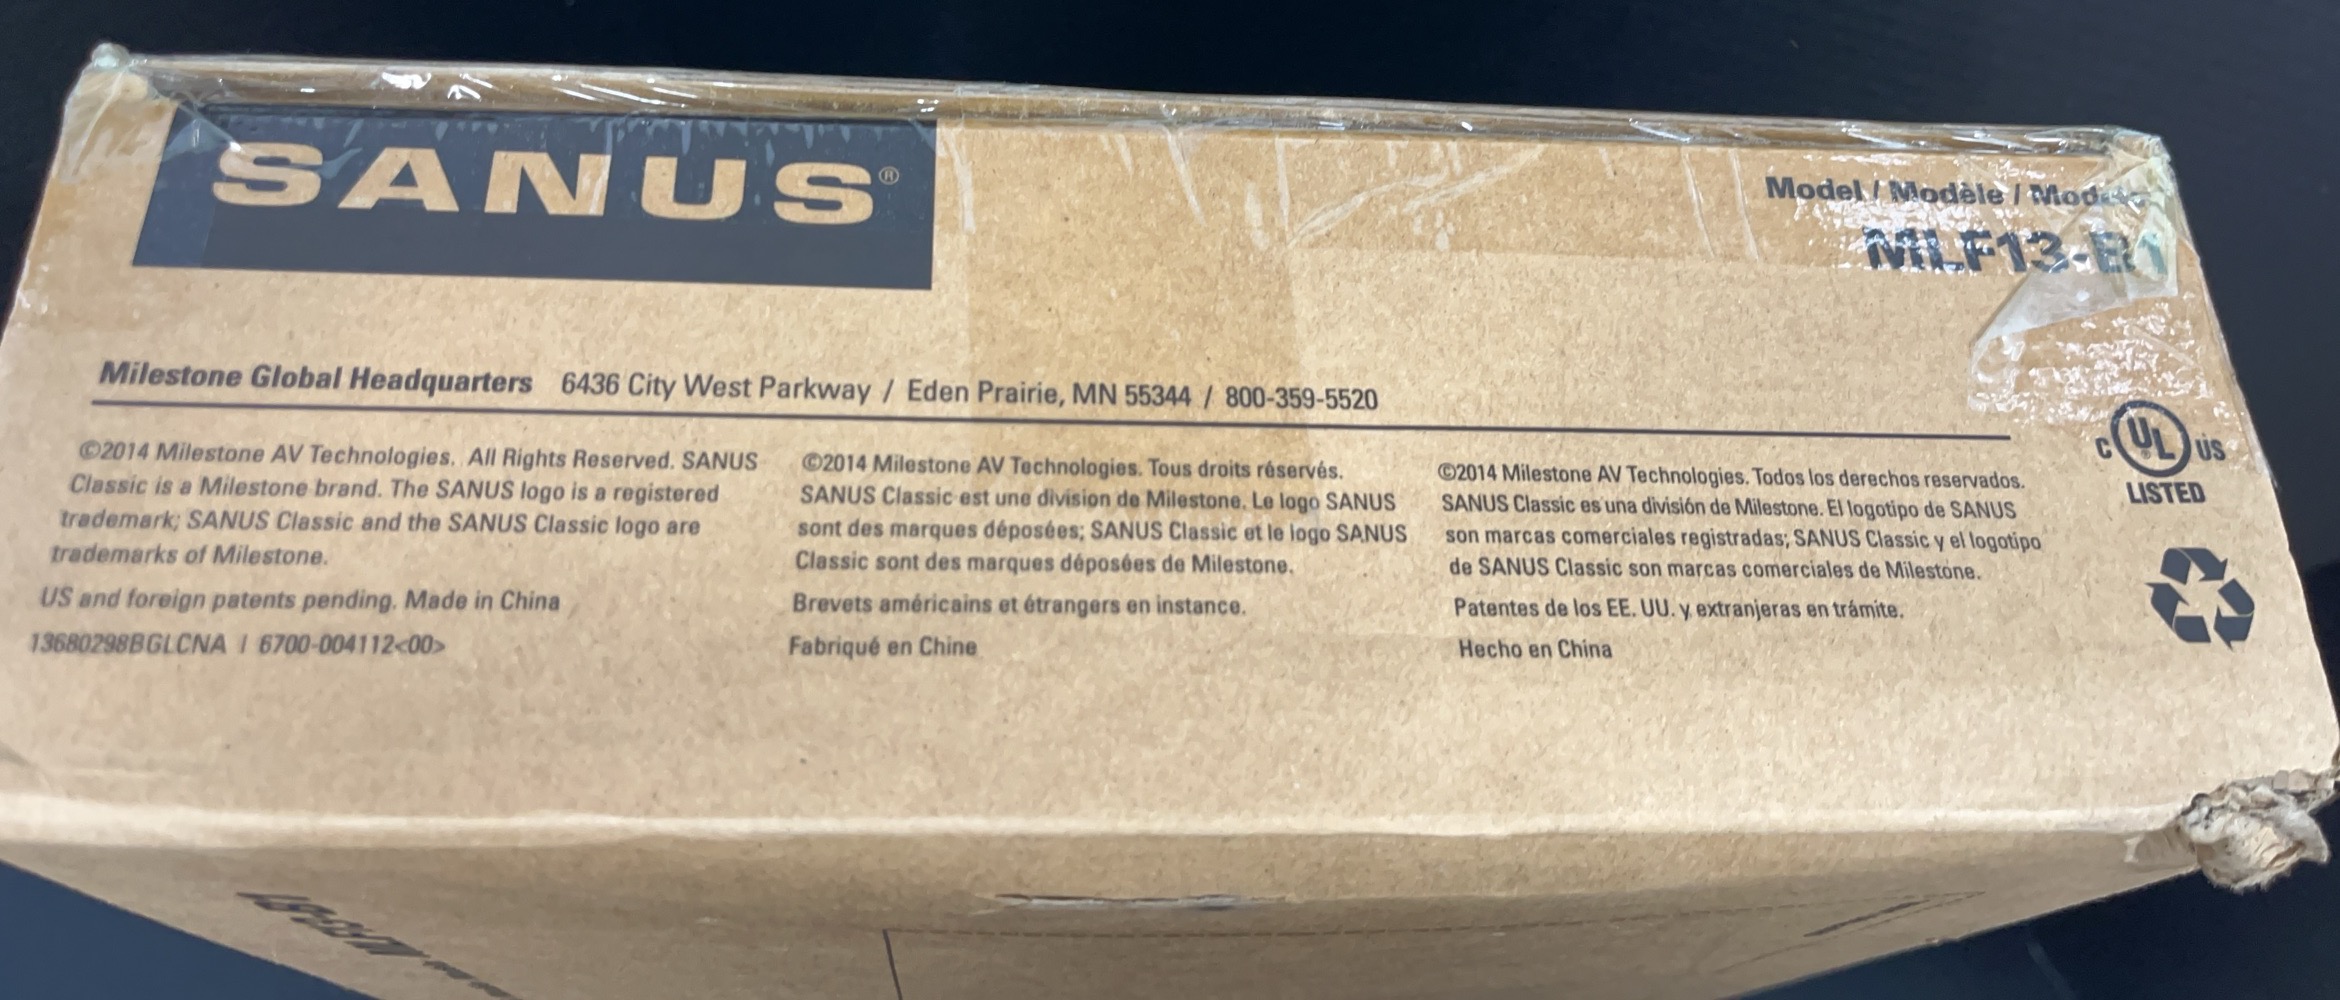 SANUS®
Model / Modèle / Modelo
MLF13-B1
Milestone Global Headquarters 6436 City West Parkway / Eden Prairie, MN 55344 / 800-359-5520
©2014 Milestone AV Technologies. All Rights Reserved. SANUS
Classic is a Milestone brand. The SANUS logo is a registered
trademark; SANUS Classic and the SANUS Classic logo are
trademarks of Milestone.
US and foreign patents pending. Made in China
13680298BGLCNA / 6700-004112<00>
©2014 Milestone AV Technologies. Tous droits réservés.
SANUS Classic est une division de Milestone. Le logo SANUS
sont des marques déposées; SANUS Classic et le logo SANUS
Classic sont des marques déposées de Milestone.
Brevets américains et étrangers en instance.
Fabriqué en Chine
©2014 Milestone AV Technologies. Todos los derechos reservados.
SANUS Classic es una división de Milestone. El logotipo de SANUS
son marcas comerciales registradas; SANUS Classic y el logotipo
de SANUS Classic son marcas comerciales de Milestone.
Patentes de los EE. UU. y extranjeras en trámite.
Hecho en China
C UL® US
LISTED